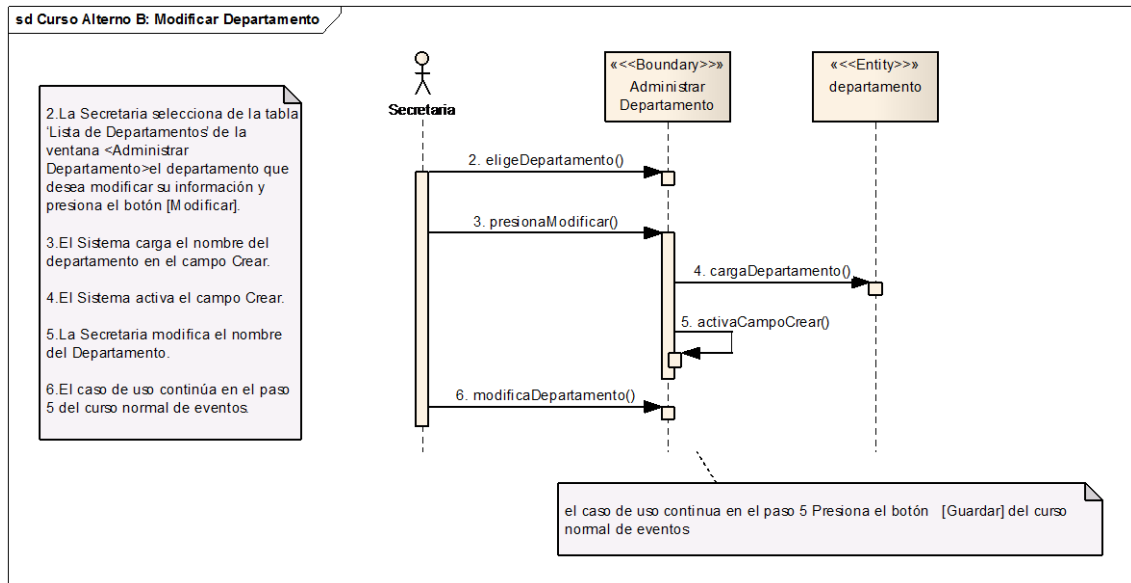 sd Curso Alterno B: Modificar Departamento
2.La Secretaria selecciona de la tabla
'Lista de Departamentos' de la
ventana <Administrar
Departamento>el departamento que
desea modificar su información y
presiona el botón [Modificar].
3.El Sistema carga el nombre del
departamento en el campo Crear.
4.El Sistema activa el campo Crear.
5.La Secretaria modifica el nombre
del Departamento.
6.El caso de uso continúa en el paso
5 del curso normal de eventos.
Secretaria
«<<Boundary>>»
Administrar
Departamento
«<<Entity>>»
departamento
2. eligeDepartamento()
3. presionaModificar()
4. cargaDepartamento()
5. activaCampoCrear()
6. modificaDepartamento()
el caso de uso continua en el paso 5 Presiona el botón [Guardar] del curso
normal de eventos